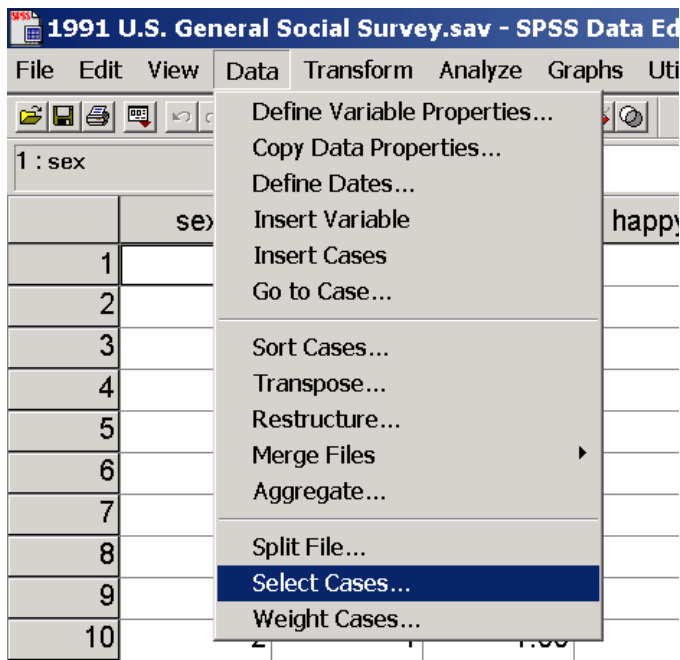 1991 U.S. General Social Survey.sav - SPSS Data Ed
File Edit View Data Transform Analyze Graphs Uti
1 : sex
Define Variable Properties...
Copy Data Properties...
Define Dates...
Insert Variable
Insert Cases
Go to Case...
Sort Cases...
Transpose...
Restructure...
Merge Files
Aggregate...
Split File...
Select Cases...
Weight Cases...
sex happy
1
2
3
4
5
6
7
8
9
10